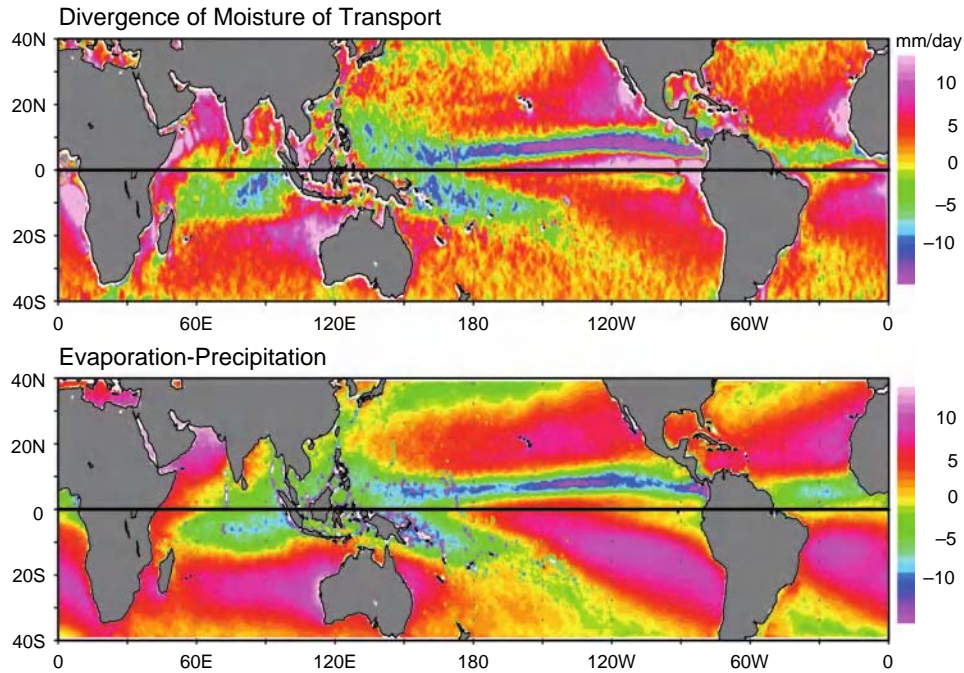 Divergence of Moisture of Transport
mm/day
40N
20N
0
20S
40S
0 60E 120E 180 120W 60W 0
10
5
0
−5
−10
Evaporation-Precipitation
40N
20N
0
20S
40S
0 60E 120E 180 120W 60W 0
10
5
0
−5
−10